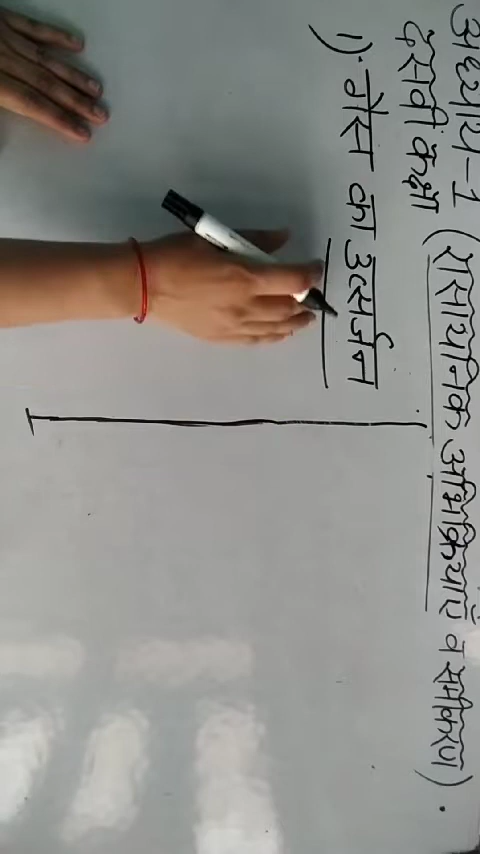 अध्याय-1
दसवीं कक्षा (रासायनिक अभिक्रियाएं व समीकरण).
1) गैस का उत्सर्जन